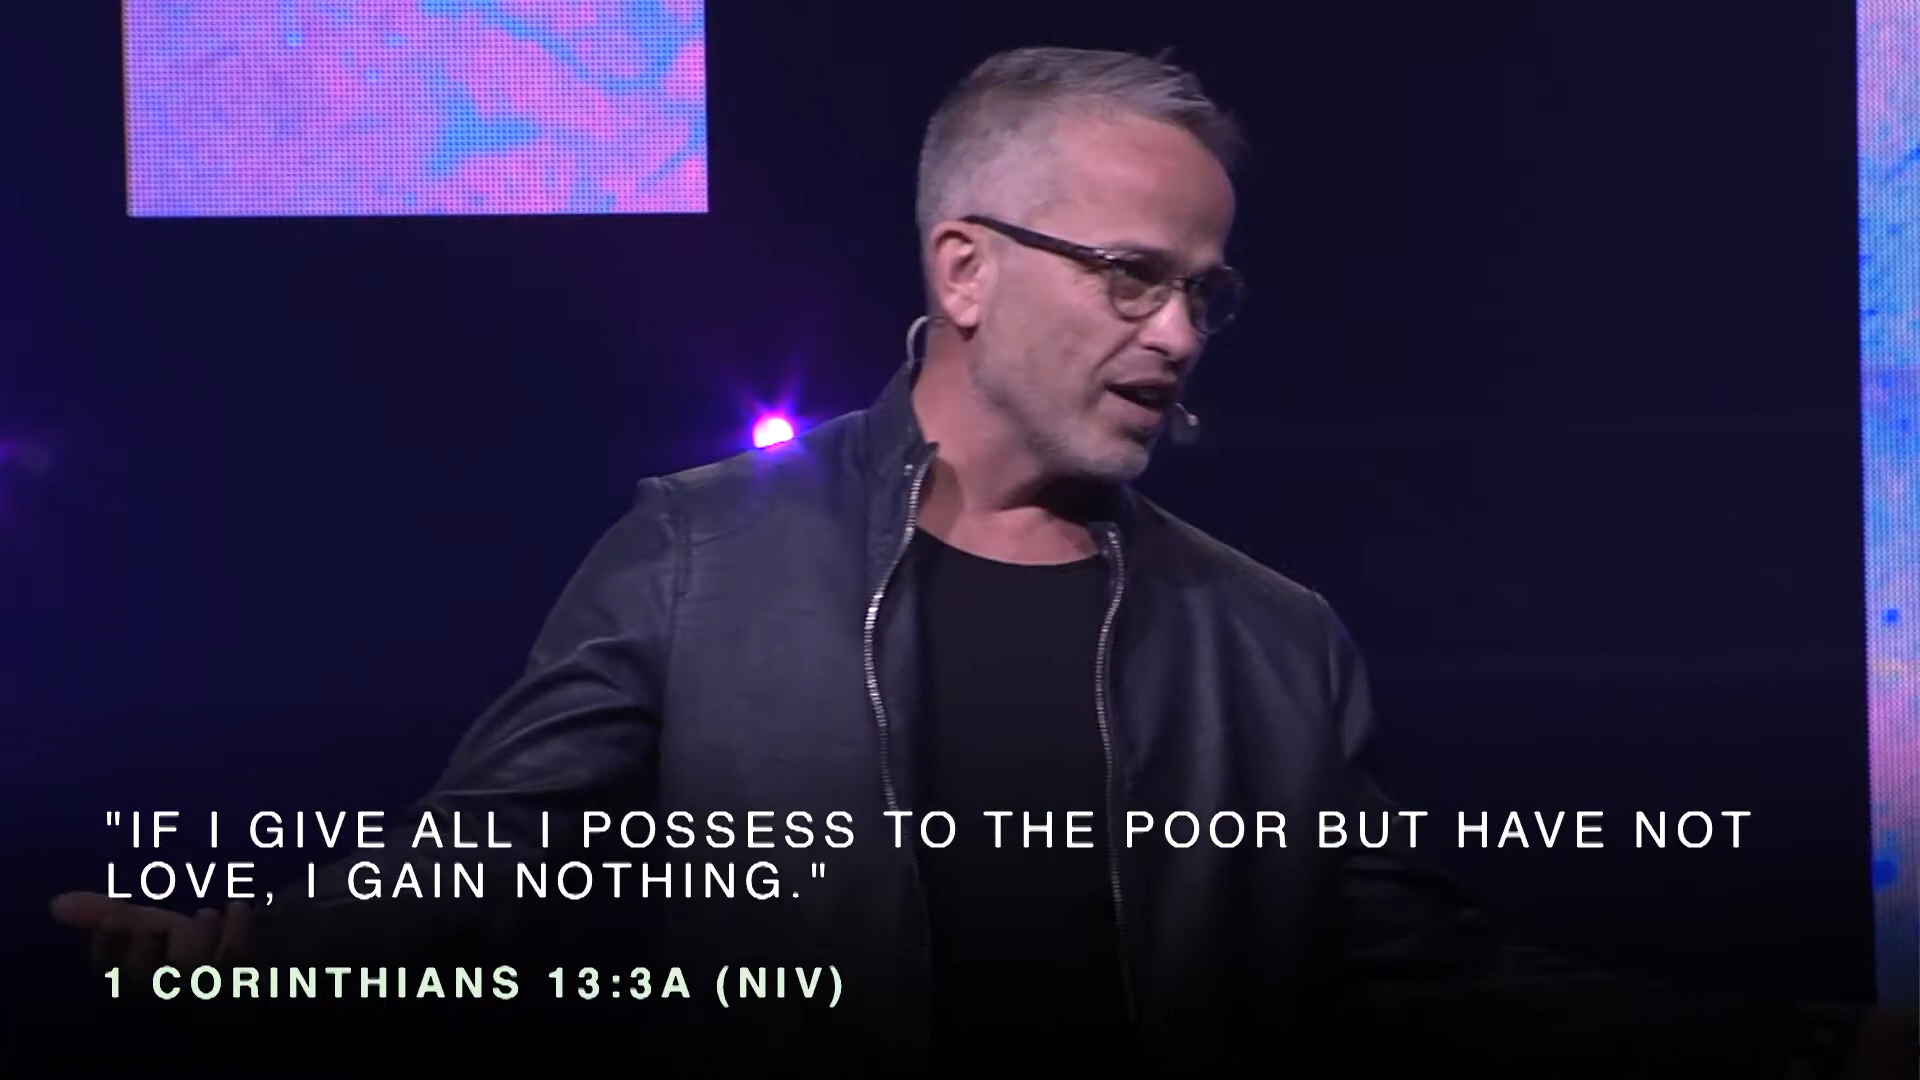 "IF I GIVE ALL I POSSESS TO THE POOR BUT HAVE NOT
LOVE, I GAIN NOTHING."
1 CORINTHIANS 13:3A (NIV)